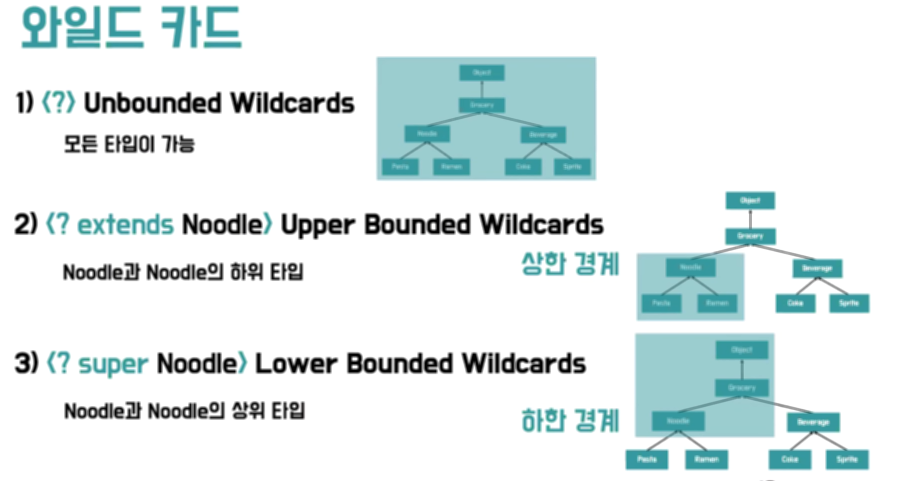 와일드 카드
1) <?> Unbounded Wildcards
모든 타입이 가능
Object
Grocery
Noodle Beverage
Pasta Ramen Coke Sprite
2) <? extends Noodle> Upper Bounded Wildcards
Noodle과 Noodle의 하위 타입
상한 경계
Object
Grocery
Noodle Beverage
Pasta Ramen Coke Sprite
3) <? super Noodle> Lower Bounded Wildcards
Noodle과 Noodle의 상위 타입
하한 경계
Object
Grocery
Noodle Beverage
Pasta Ramen Coke Sprite